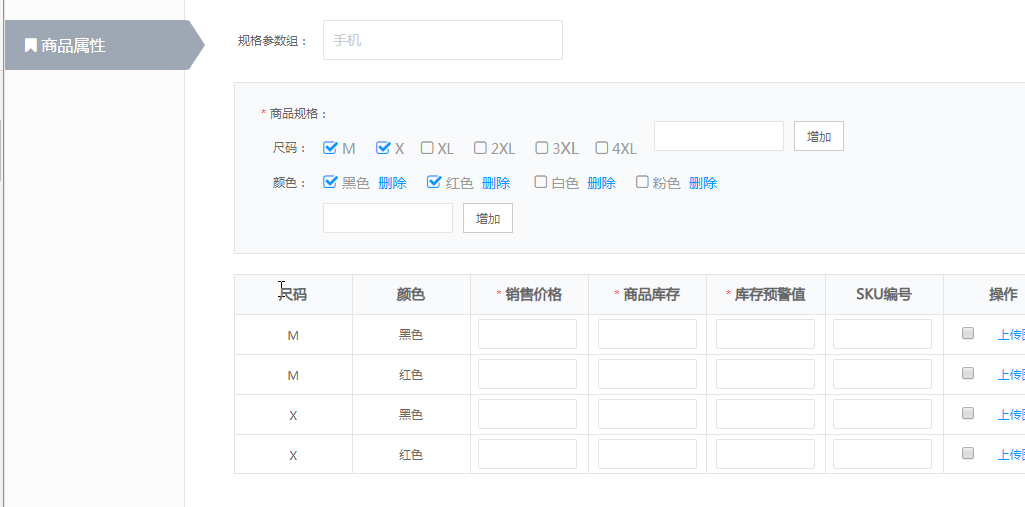 商品属性
规格参数组：
手机
* 商品规格：
尺码： M X XL 2XL 3XL 4XL 增加
颜色： 黑色 删除 红色 删除 白色 删除 粉色 删除
增加
尺码 颜色 * 销售价格 * 商品库存 * 库存预警值 SKU编号 操作
M 黑色 上传
M 红色 上传
X 黑色 上传
X 红色 上传